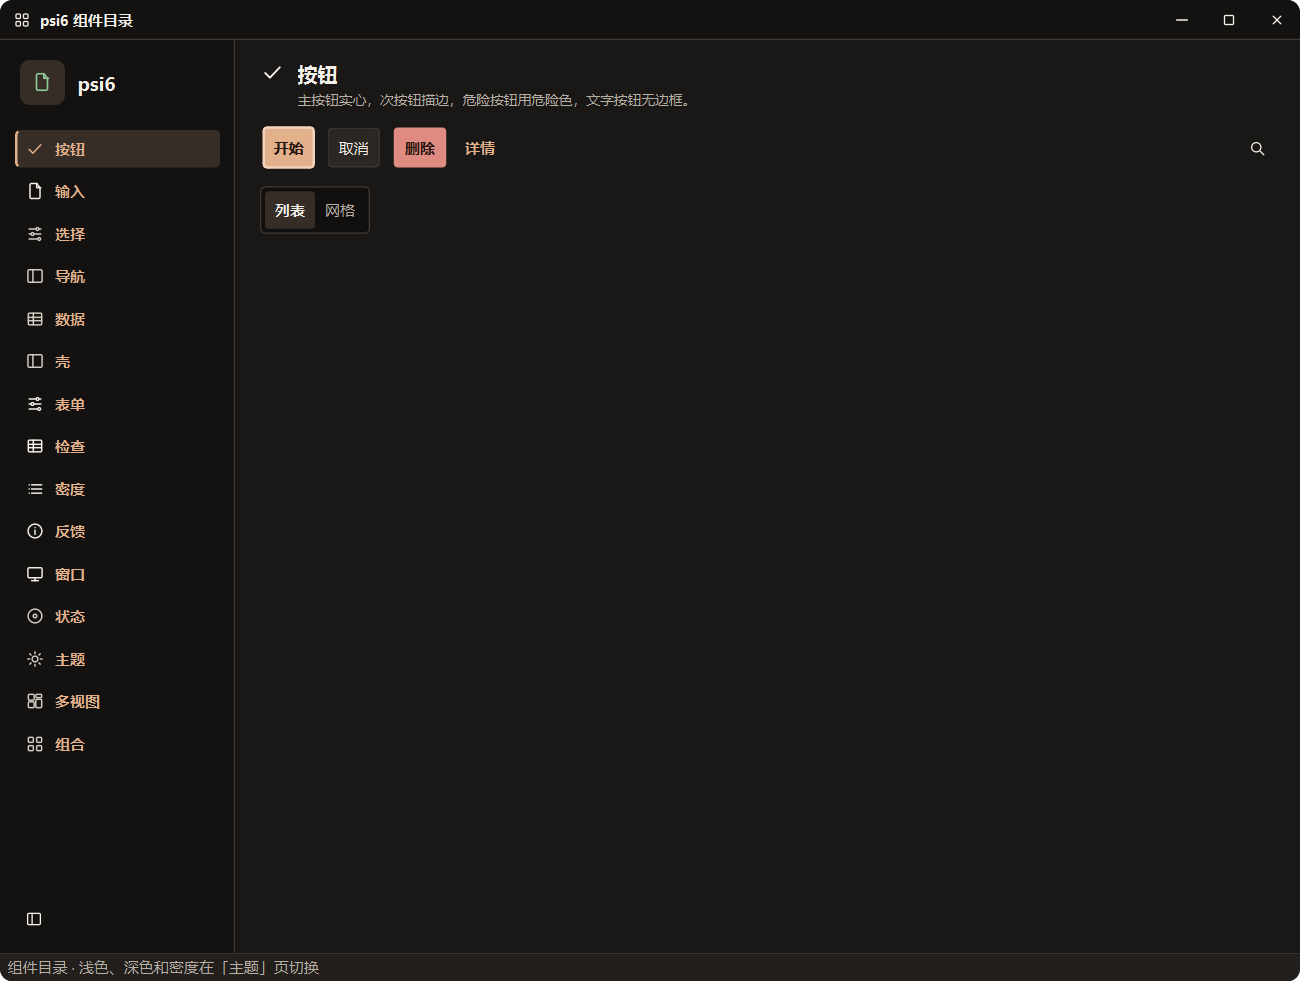 psi6 组件目录
psi6
按钮
输入
选择
导航
数据
壳
表单
检查
密度
反馈
窗口
状态
主题
多视图
组合
按钮
主按钮实心，次按钮描边，危险按钮用危险色，文字按钮无边框。
开始 取消 删除 详情
列表 网格
组件目录 · 浅色、深色和密度在「主题」页切换